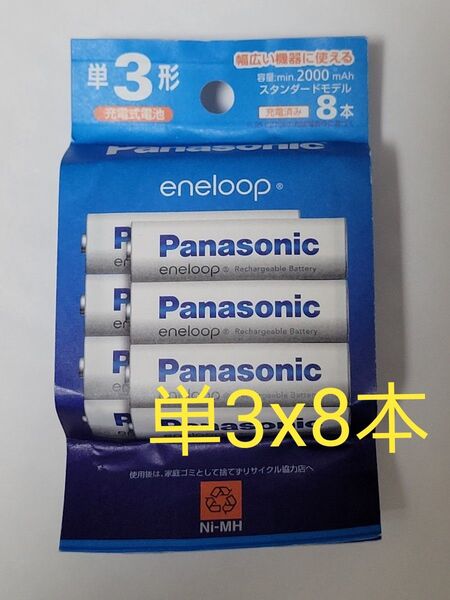 単3形
充電式電池
幅広い機器に使える
容量:min.2000 mAh
スタンダードモデル
充電済み 8本
Panasonic
eneloop®
Panasonic
eneloop® Rechargeable Battery
Panasonic
eneloop® Rechargeable Battery
Panasonic
eneloop® Rechargeable Battery
単3x8本
使用後は、家庭ゴミとして捨てずリサイクル協力店へ
Ni-MH